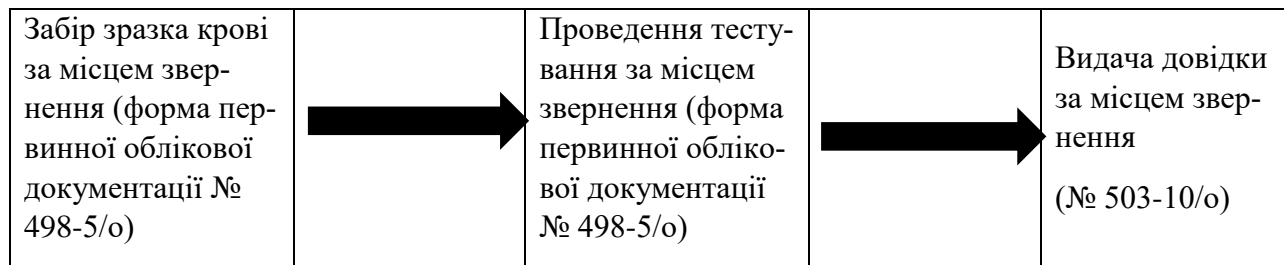 Забір зразка крові
за місцем звер-
нення (форма пер-
винної облікової
документації №
498-5/о)
Проведення тесту-
вання за місцем
звернення (форма
первинної обліко-
вої документації
№ 498-5/о)
Видача довідки
за місцем звер-
нення
(№ 503-10/о)